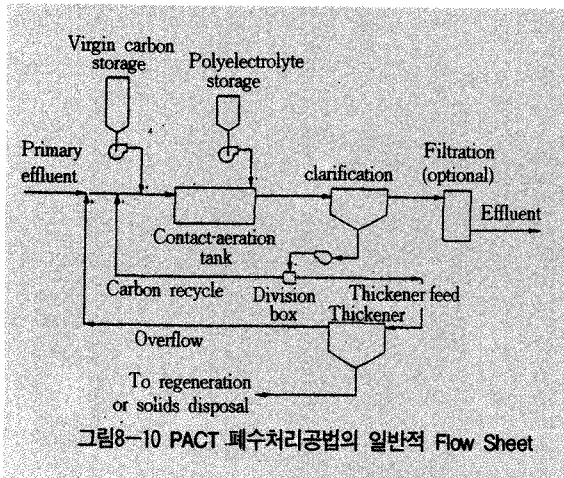 Virgin carbon
storage
Polyelectrolyte
storage
Primary
effluent
clarification
Filtration
(optional)
Effluent
Contact-aeration
tank
Carbon recycle
Division
box
Thickener feed
Thickener
Overflow
To regeneration
or solids disposal
그림8-10 PACT 폐수처리공법의 일반적 Flow Sheet